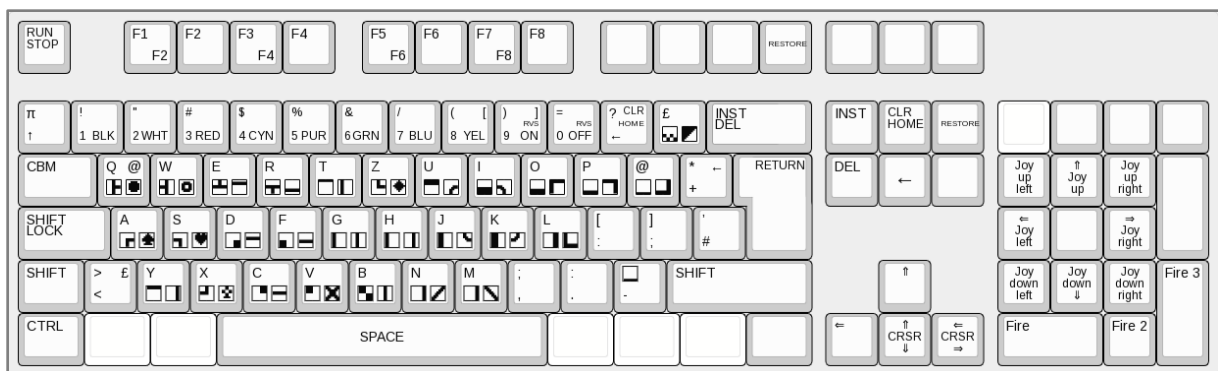 RUN
STOP
F1
F2
F2
F3
F4
F4
F5
F6
F6
F7
F8
F8
RESTORE
π
↑
!
1 BLK
"
2 WHT
#
3 RED
$
4 CYN
%
5 PUR
&
6 GRN
/
7 BLU
( [
8 YEL
) ]
RVS
9 ON
=
RVS
0 OFF
? CLR
HOME
←
£
INST
DEL
INST
CLR
HOME
RESTORE
CBM
Q @
W
E
R
T
Z
U
I
O
P
@
* ←
+
RETURN
DEL
←
Joy
up
left
⇑
Joy
up
Joy
up
right
SHIFT
LOCK
A
S
D
F
G
H
J
K
L
[
:
]
;
'
#
⇐
Joy
left
⇒
Joy
right
SHIFT
> £
<
Y
X
C
V
B
N
M
;
,
:
.
-
SHIFT
⇑
Joy
down
left
Joy
down
⇓
Joy
down
right
Fire 3
CTRL
SPACE
⇐
⇑
CRSR
⇓
⇐
CRSR
⇒
Fire
Fire 2